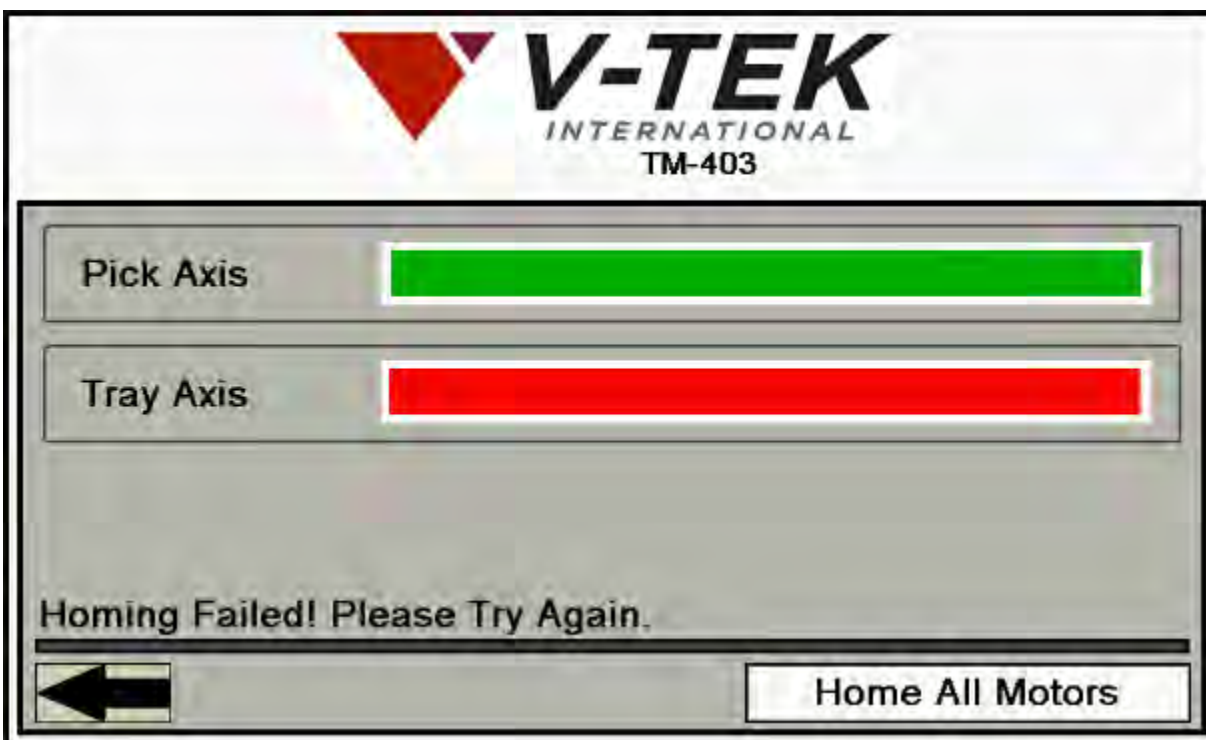 V-TEK
INTERNATIONAL
TM-403
Pick Axis
Tray Axis
Homing Failed! Please Try Again.
Home All Motors